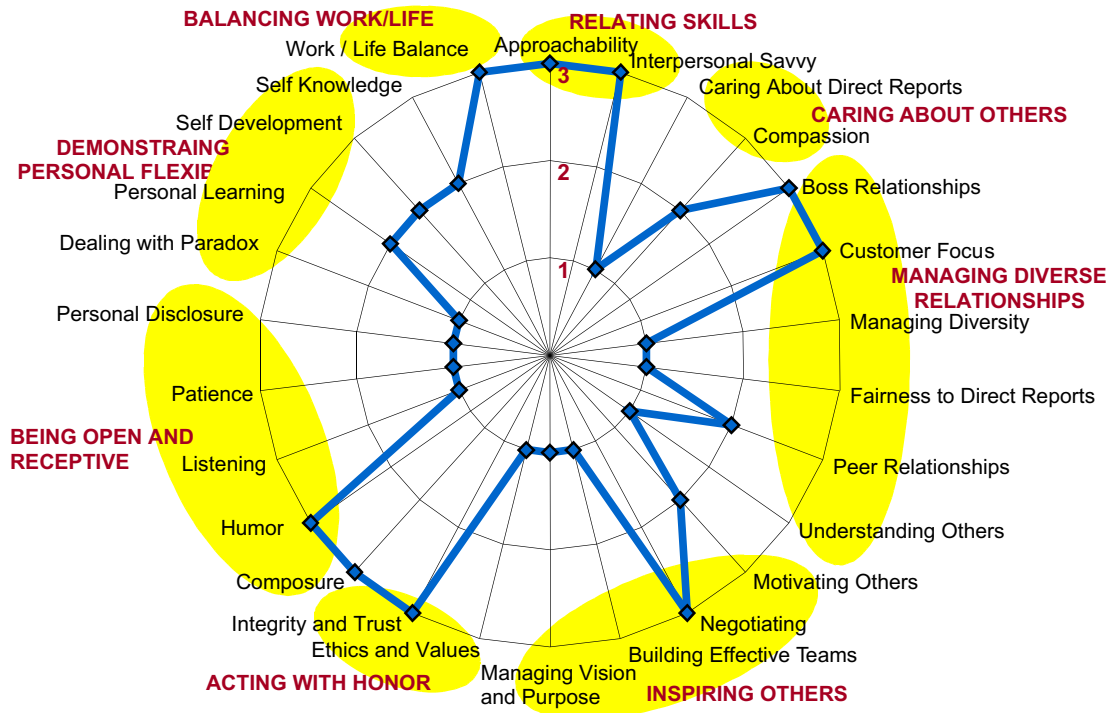 BALANCING WORK/LIFE
RELATING SKILLS
Work / Life Balance
Approachability
Interpersonal Savvy
Self Knowledge
Caring About Direct Reports
3
Self Development
CARING ABOUT OTHERS
Compassion
DEMONSTRAING
PERSONAL FLEXIB
Personal Learning
2
Boss Relationships
Dealing with Paradox
Customer Focus
1
MANAGING DIVERSE
RELATIONSHIPS
Personal Disclosure
Managing Diversity
Patience
Fairness to Direct Reports
BEING OPEN AND
RECEPTIVE
Listening
Peer Relationships
Humor
Understanding Others
Composure
Motivating Others
Integrity and Trust
Negotiating
Ethics and Values
Building Effective Teams
Managing Vision
and Purpose
ACTING WITH HONOR
INSPIRING OTHERS